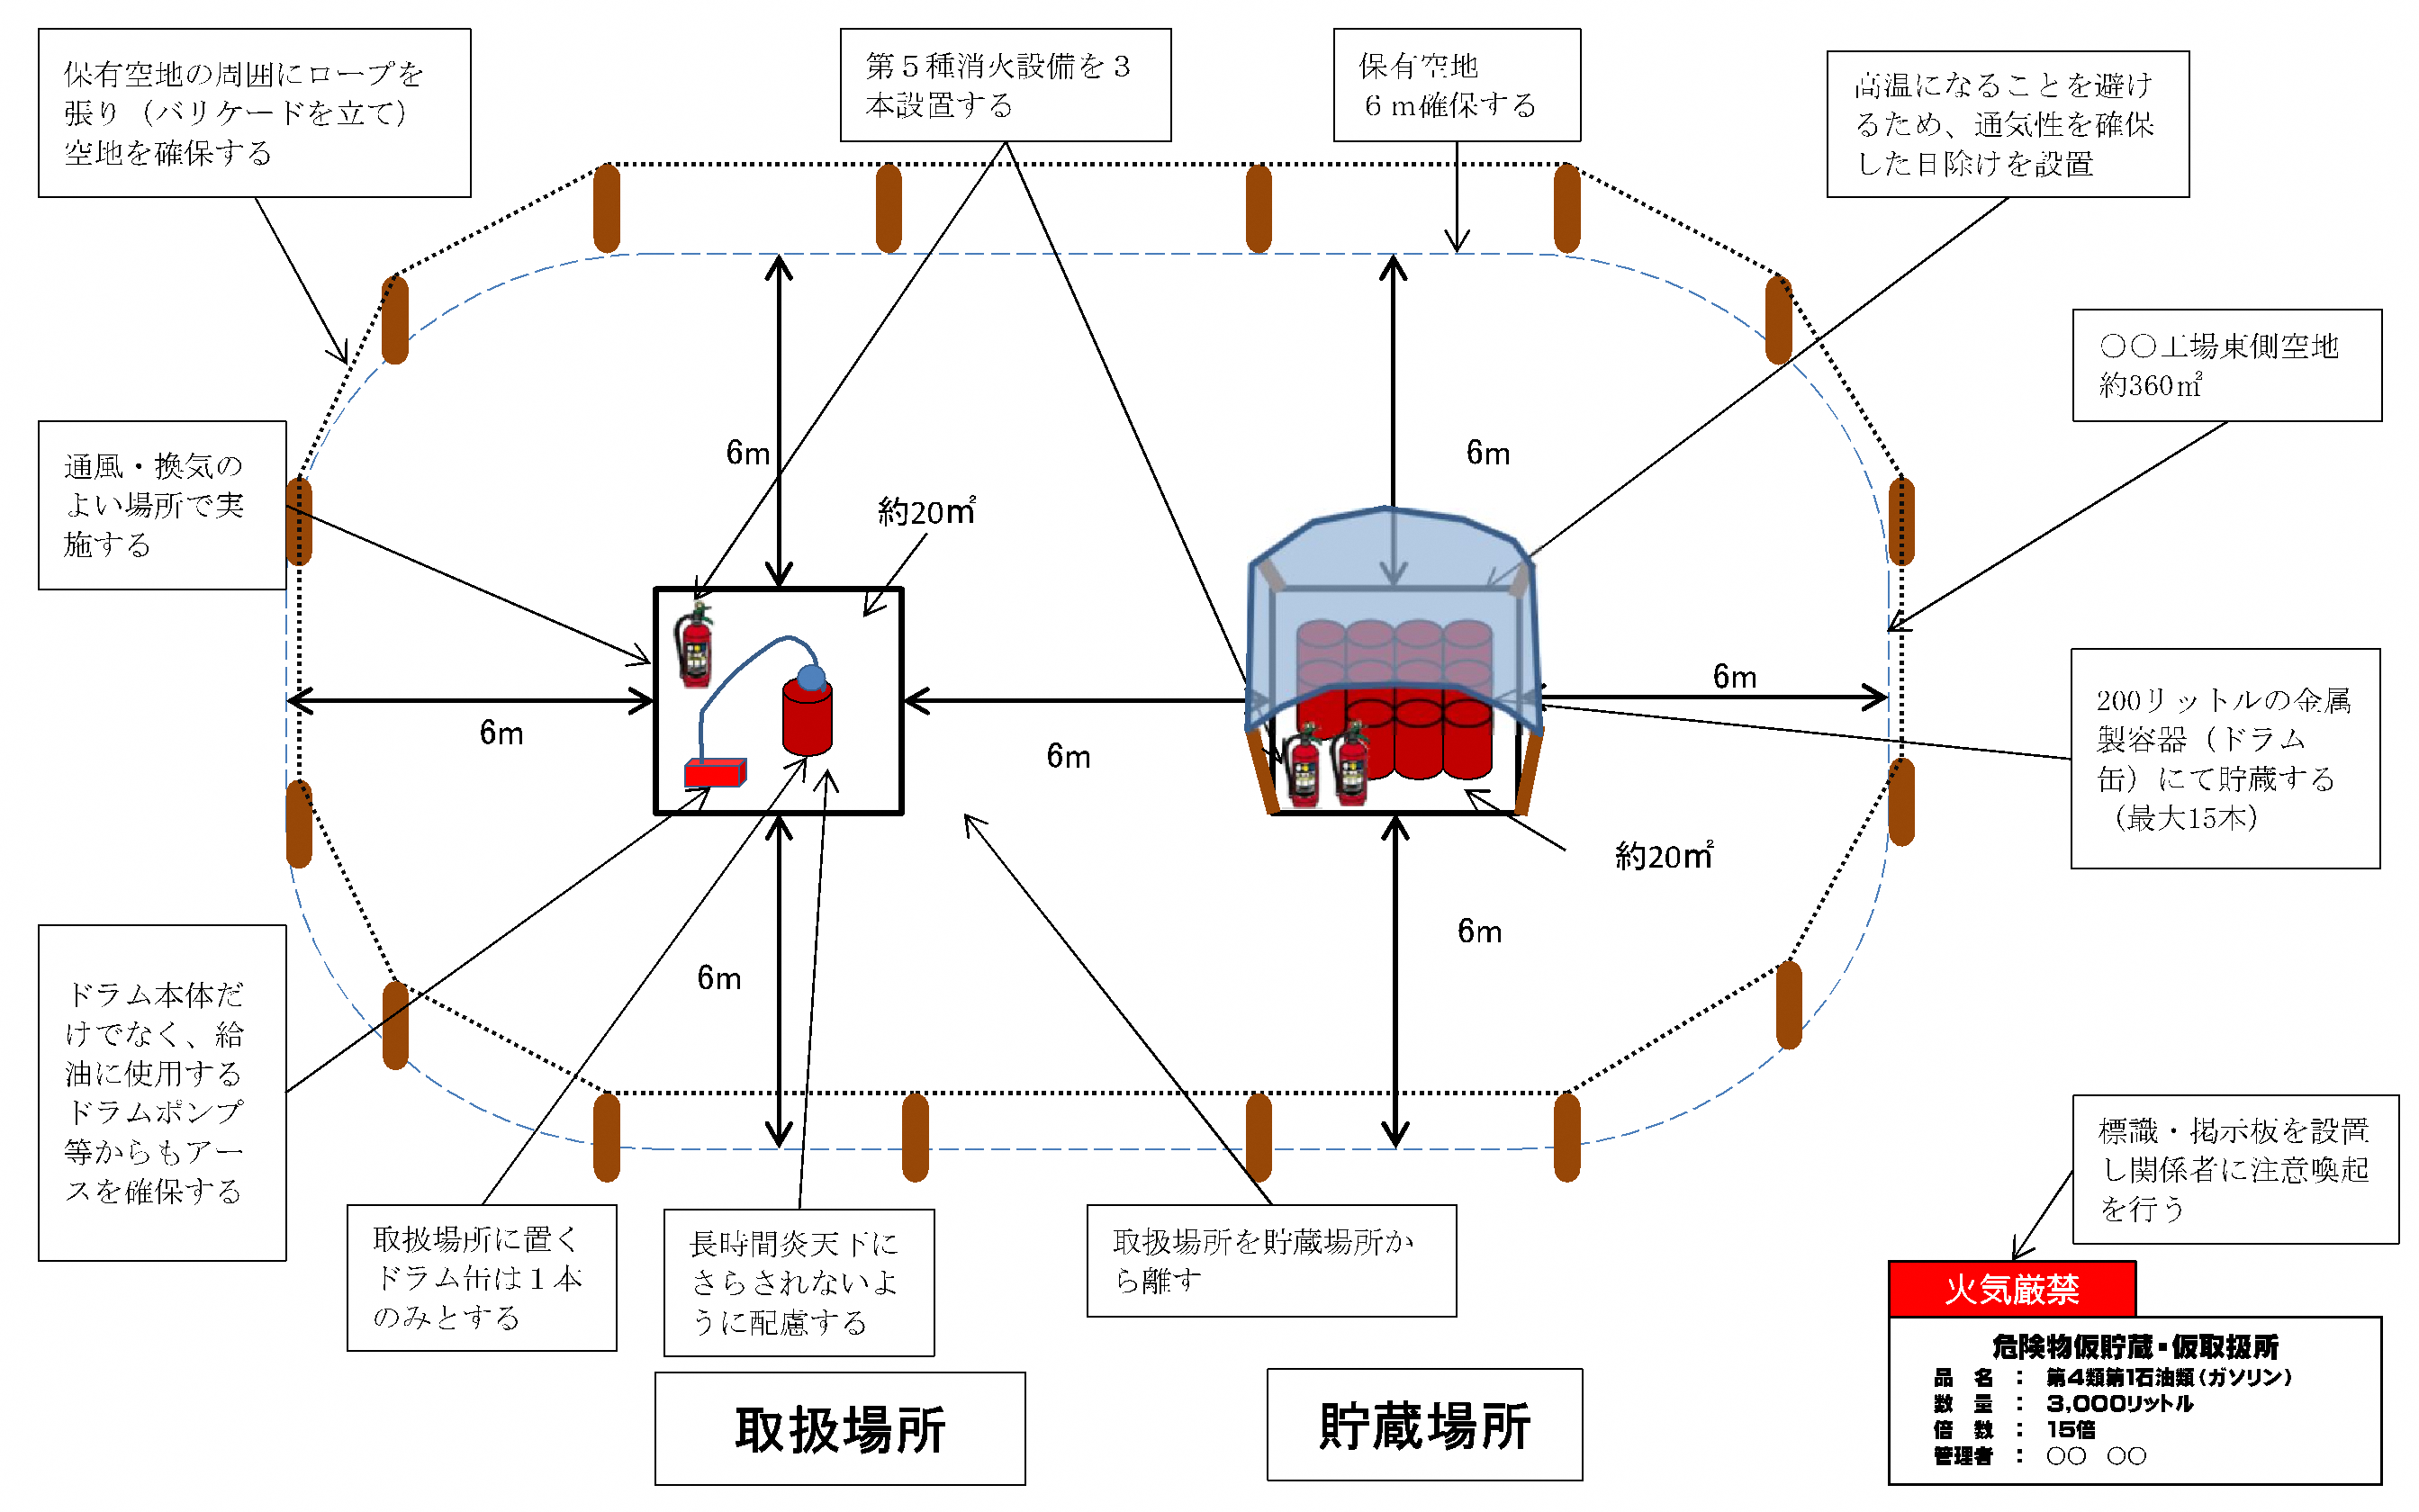 保有空地の周囲にロープを
張り（バリケードを立て）
空地を確保する
第５種消火設備を３
本設置する
保有空地
６ｍ確保する
高温になることを避け
るため、通気性を確保
した日除けを設置
〇〇工場東側空地
約360㎡
通風・換気の
よい場所で実
施する
6m
6m
約20㎡
6m
6m
6m
200リットルの金属
製容器（ドラム
缶）にて貯蔵する
（最大15本）
約20㎡
6m
6m
ドラム本体だ
けでなく、給
油に使用する
ドラムポンプ
等からもアー
スを確保する
取扱場所に置く
ドラム缶は１本
のみとする
長時間炎天下に
さらされないよ
うに配慮する
取扱場所を貯蔵場所か
ら離す
標識・掲示板を設置
し関係者に注意喚起
を行う
火気厳禁
危険物仮貯蔵・仮取扱所
品　名　：　第4類第1石油類（ガソリン）
数　量　：　3,000リットル
倍　数　：　15倍
管理者　：　〇〇　〇〇
取扱場所
貯蔵場所